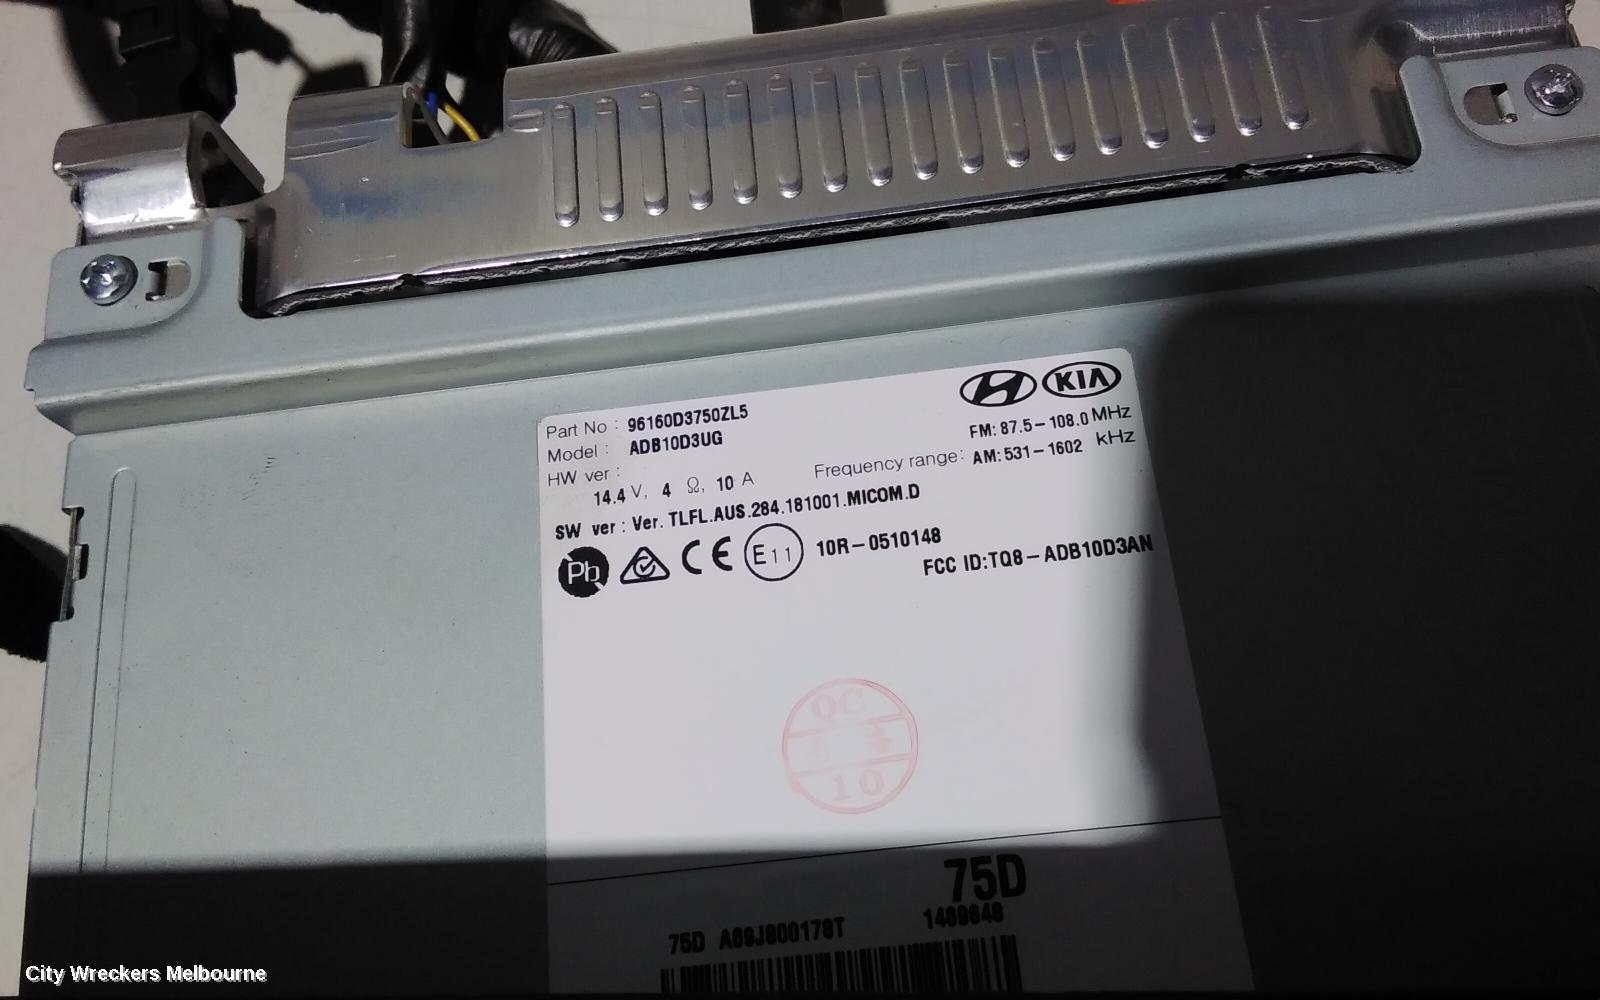 KIA
Part No : 96160D3750ZL5
FM: 87.5-108.0 MHz
Model : ADB10D3UG
Frequency range: AM: 531-1602 kHz
HW ver :
14.4 V, 4 Ω, 10 A
SW ver : Ver. TLFL.AUS.284.181001.MICOM.D
Pb CE E11 10R-0510148
FCC ID:TQ8-ADB10D3AN
QC
10
75D
75D A69J800178T 1469648
City Wreckers Melbourne